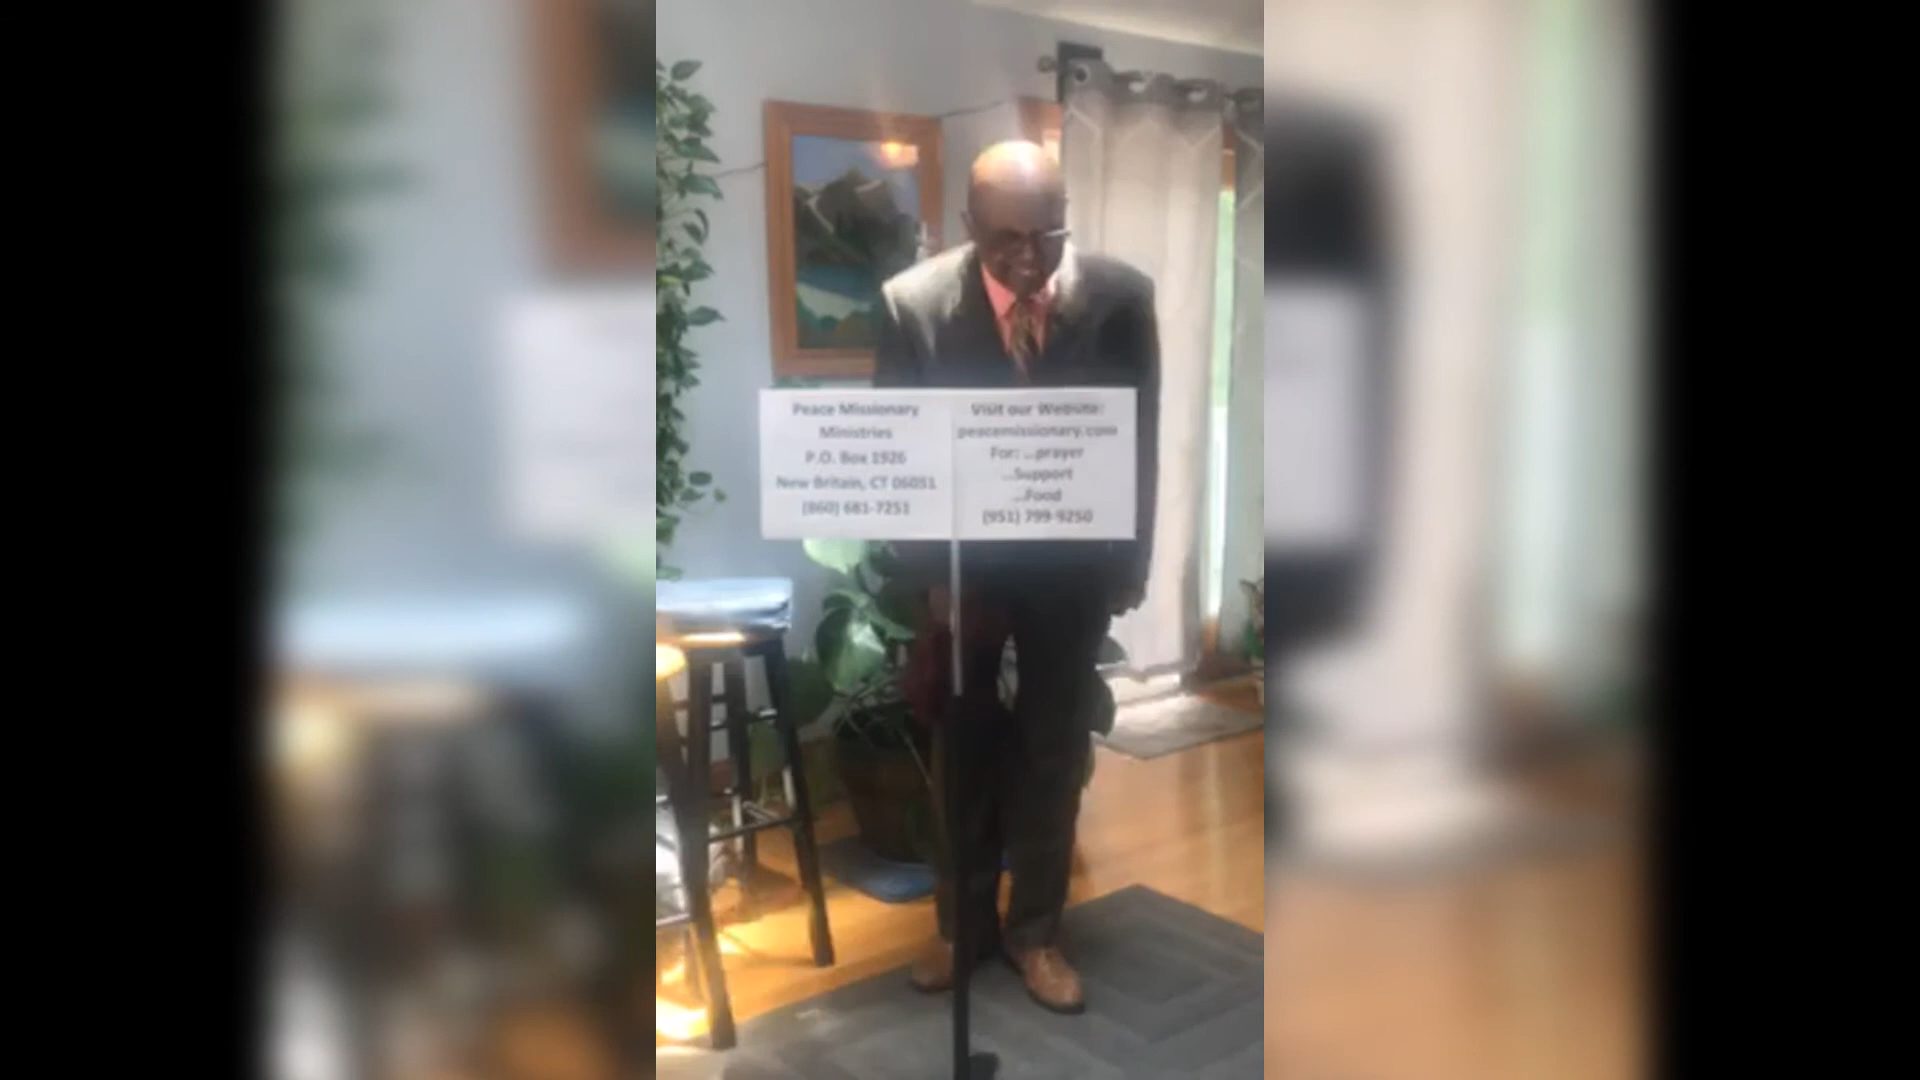 Peace Missionary
Ministries
P.O. Box 1926
New Britain, CT 06051
(860) 681-7251
Visit our Website:
peacemissionary.com
For: ...prayer
...Support
...Food
(951) 799-9250